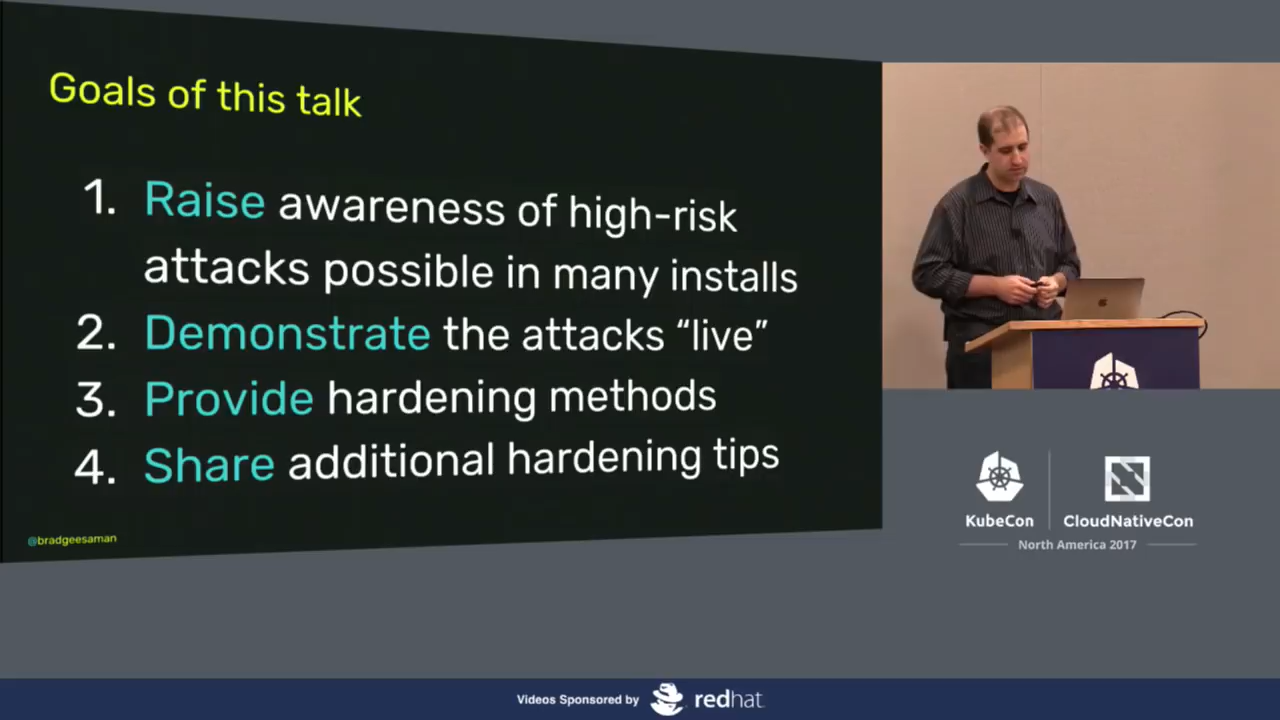 Goals of this talk
1. Raise awareness of high-risk
attacks possible in many installs
2. Demonstrate the attacks “live”
3. Provide hardening methods
4. Share additional hardening tips
@bradgeesaman
KubeCon
CloudNativeCon
North America 2017
Videos Sponsored by redhat.